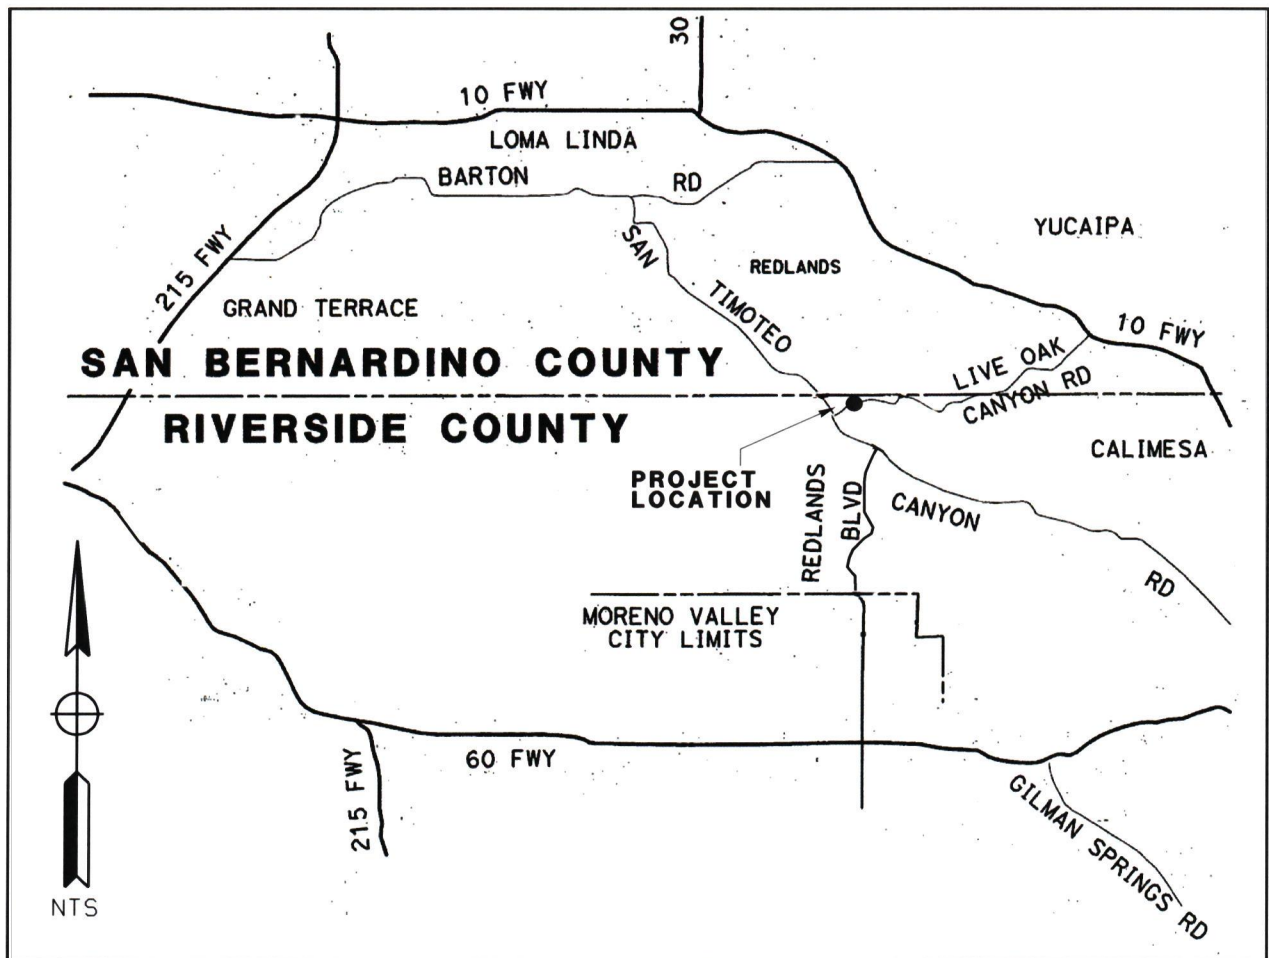 30
10 FWY
LOMA LINDA
BARTON RD
SAN TIMOTEO
YUCAIPA
REDLANDS
215 FWY
GRAND TERRACE
10 FWY
LIVE OAK
CANYON RD
SAN BERNARDINO COUNTY
RIVERSIDE COUNTY
CALIMESA
PROJECT
LOCATION
REDLANDS
BLVD
CANYON RD
MORENO VALLEY
CITY LIMITS
60 FWY
215 FWY
GILMAN SPRINGS RD
NTS